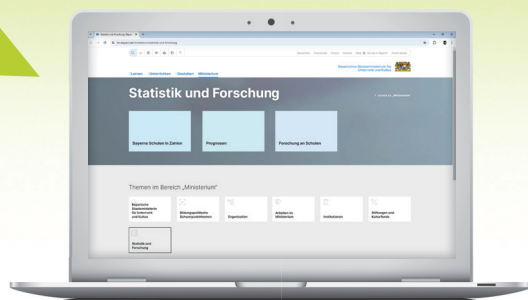 Bayerisches Staatsministerium für
Unterricht und Kultus
Lernen Unterrichten Gestalten Ministerium
Statistik und Forschung
Bayerns Schulen in Zahlen
Prognosen
Forschung an Schulen
Themen im Bereich „Ministerium“
Bayerische
Staatsministerin
für Unterricht
und Kultus
Bildungspolitische
Schwerpunktthemen
Organisation
Arbeiten im
Ministerium
Institutionen
Stiftungen und
Kulturfonds
Statistik und
Forschung